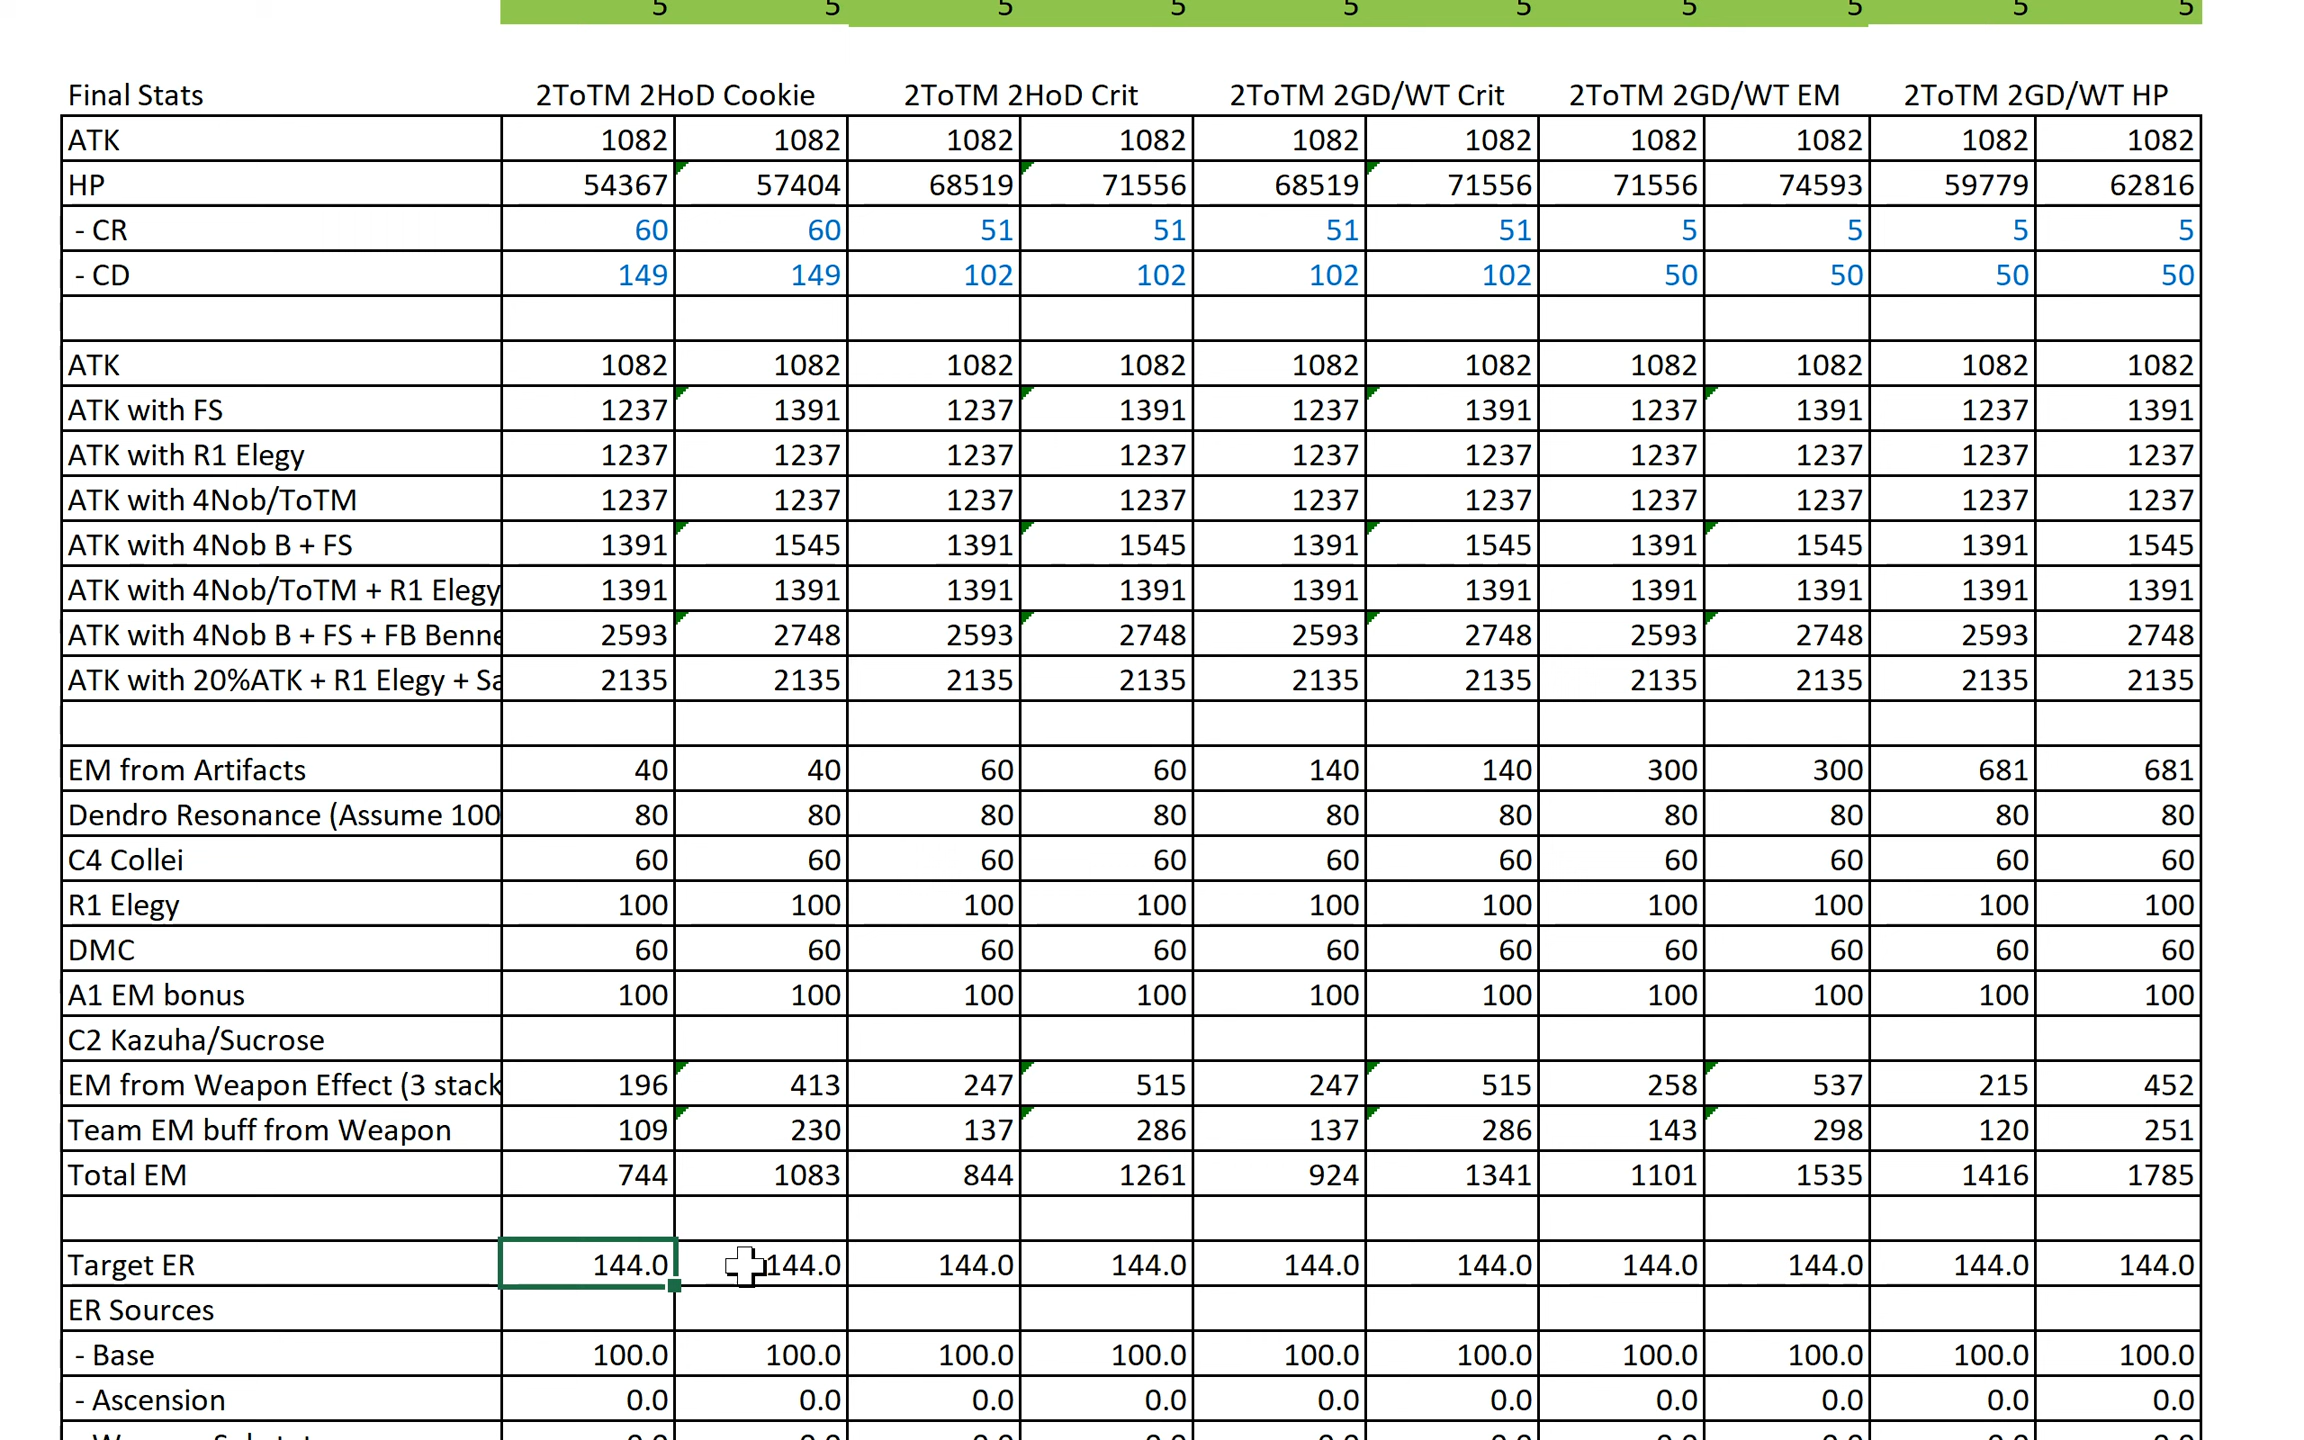 5 5 5 5 5 5 5 5 5 5
Final Stats 2ToTM 2HoD Cookie 2ToTM 2HoD Crit 2ToTM 2GD/WT Crit 2ToTM 2GD/WT EM 2ToTM 2GD/WT HP
ATK 1082 1082 1082 1082 1082 1082 1082 1082 1082 1082
HP 54367 57404 68519 71556 68519 71556 71556 74593 59779 62816
- CR 60 60 51 51 51 51 5 5 5 5
- CD 149 149 102 102 102 102 50 50 50 50
ATK 1082 1082 1082 1082 1082 1082 1082 1082 1082 1082
ATK with FS 1237 1391 1237 1391 1237 1391 1237 1391 1237 1391
ATK with R1 Elegy 1237 1237 1237 1237 1237 1237 1237 1237 1237 1237
ATK with 4Nob/ToTM 1237 1237 1237 1237 1237 1237 1237 1237 1237 1237
ATK with 4Nob B + FS 1391 1545 1391 1545 1391 1545 1391 1545 1391 1545
ATK with 4Nob/ToTM + R1 Elegy 1391 1391 1391 1391 1391 1391 1391 1391 1391 1391
ATK with 4Nob B + FS + FB Benne 2593 2748 2593 2748 2593 2748 2593 2748 2593 2748
ATK with 20%ATK + R1 Elegy + Sa 2135 2135 2135 2135 2135 2135 2135 2135 2135 2135
EM from Artifacts 40 40 60 60 140 140 300 300 681 681
Dendro Resonance (Assume 100 80 80 80 80 80 80 80 80 80 80
C4 Collei 60 60 60 60 60 60 60 60 60 60
R1 Elegy 100 100 100 100 100 100 100 100 100 100
DMC 60 60 60 60 60 60 60 60 60 60
A1 EM bonus 100 100 100 100 100 100 100 100 100 100
C2 Kazuha/Sucrose
EM from Weapon Effect (3 stack 196 413 247 515 247 515 258 537 215 452
Team EM buff from Weapon 109 230 137 286 137 286 143 298 120 251
Total EM 744 1083 844 1261 924 1341 1101 1535 1416 1785
Target ER 144.0 144.0 144.0 144.0 144.0 144.0 144.0 144.0 144.0 144.0
ER Sources
- Base 100.0 100.0 100.0 100.0 100.0 100.0 100.0 100.0 100.0 100.0
- Ascension 0.0 0.0 0.0 0.0 0.0 0.0 0.0 0.0 0.0 0.0